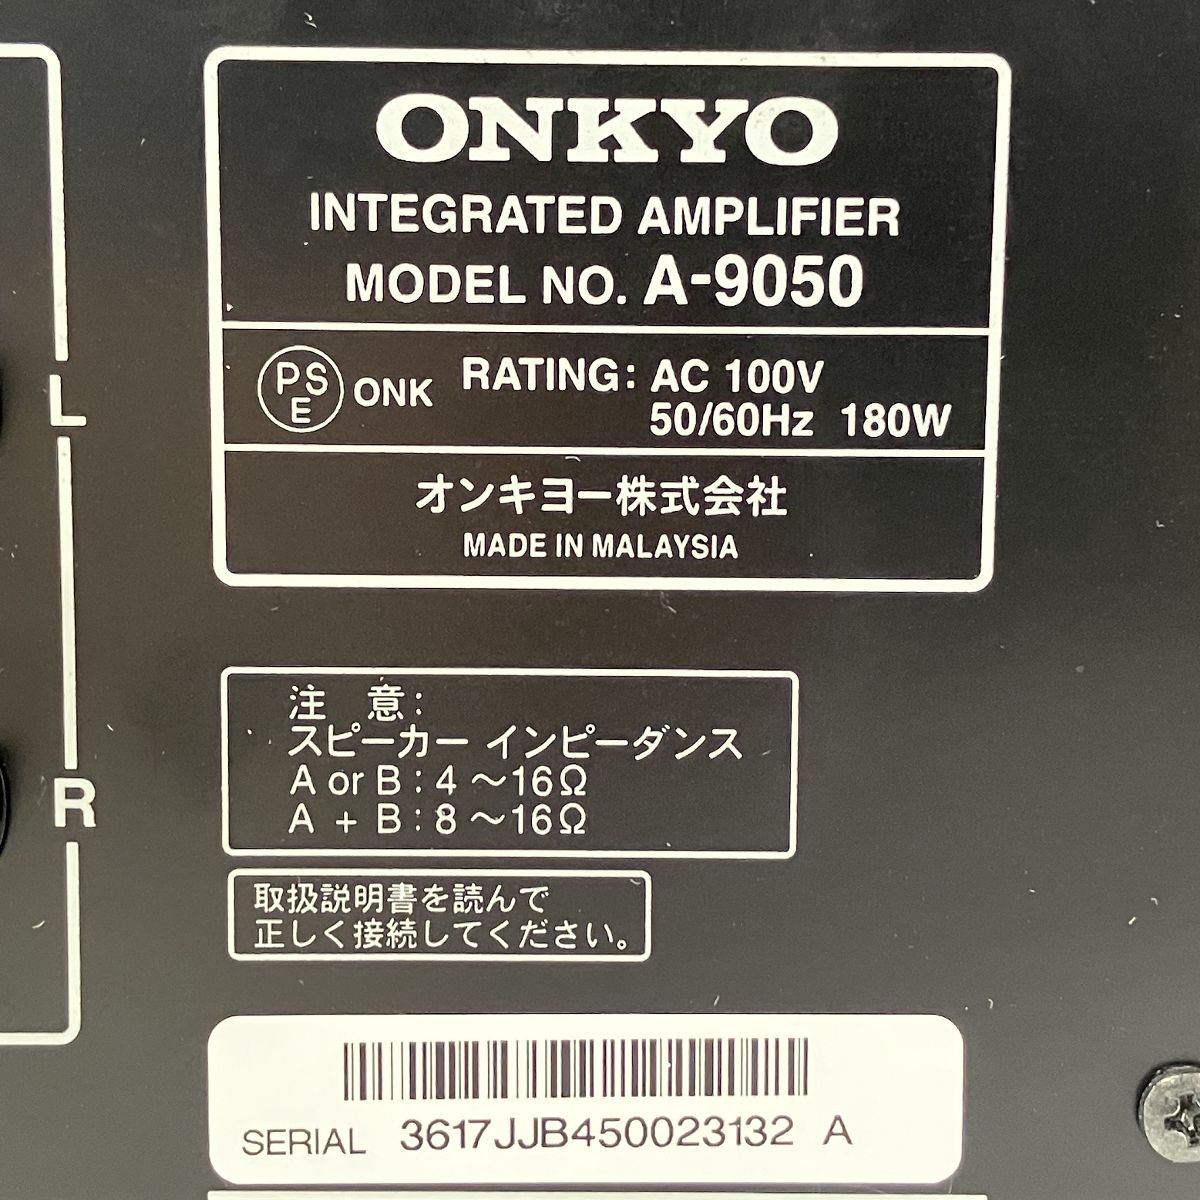 ONKYO
INTEGRATED AMPLIFIER
MODEL NO. A-9050
PS
E
ONK
RATING: AC 100V
50/60Hz 180W
オンキヨー株式会社
MADE IN MALAYSIA
L
R
注 意:
スピーカー インピーダンス
A or B : 4 〜16Ω
A + B : 8 〜16Ω
取扱説明書を読んで
正しく接続してください。
SERIAL 3617JJB450023132 A